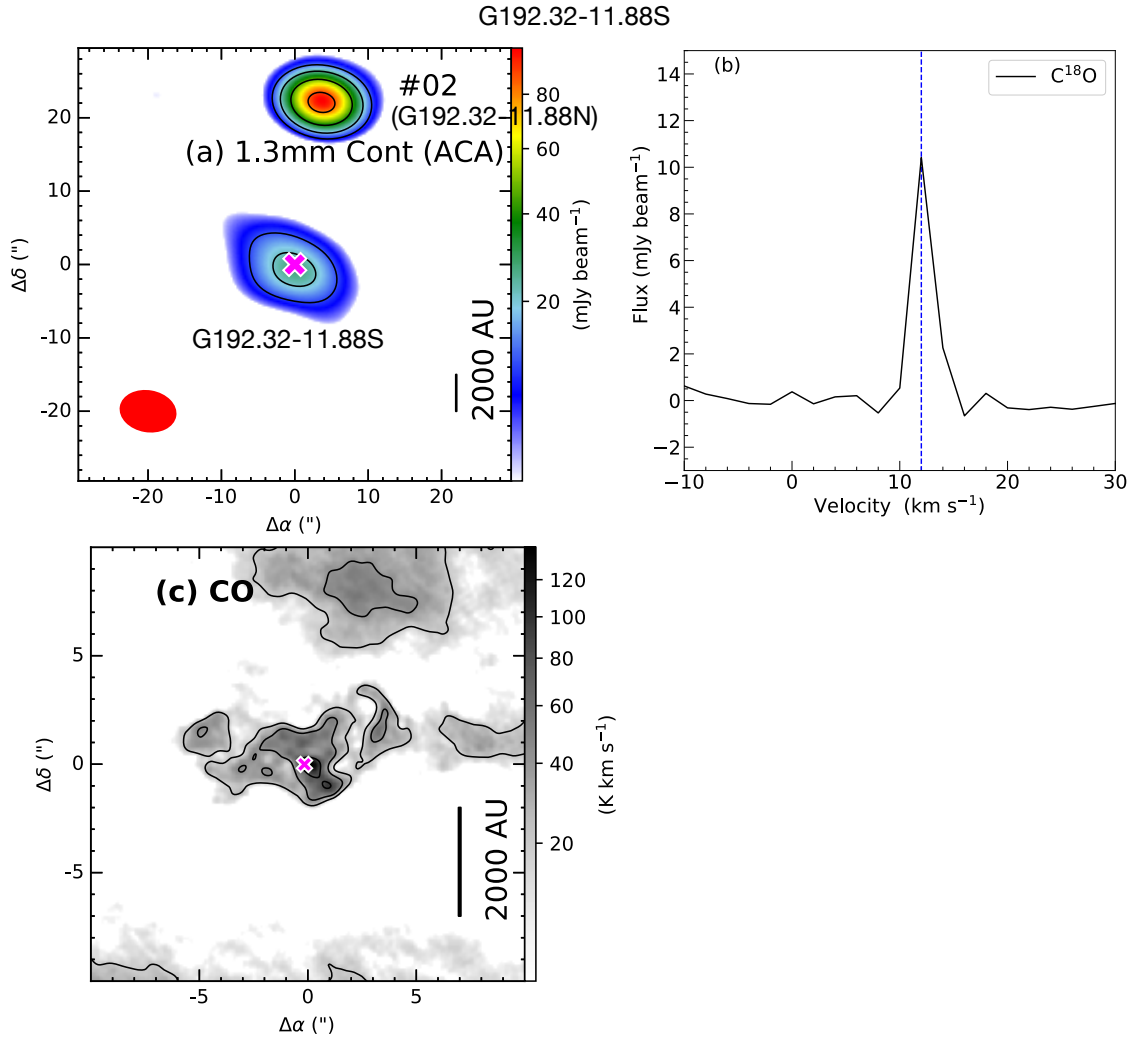 G192.32-11.88S
#02
(G192.32-11.88N)
(a) 1.3mm Cont (ACA)
G192.32-11.88S
2000 AU
Δδ (")
20
10
0
-10
-20
-20
0
10
20
Δα (")
80
60
40
20
(mJy beam⁻¹)
(b)
C¹⁸O
Flux (mJy beam⁻¹)
14
12
10
8
6
4
2
0
−2
−10
0
10
20
30
Velocity (km s⁻¹)
(c) CO
2000 AU
Δδ (")
5
0
-5
-5
0
5
Δα (")
120
100
80
60
40
20
(K km s⁻¹)